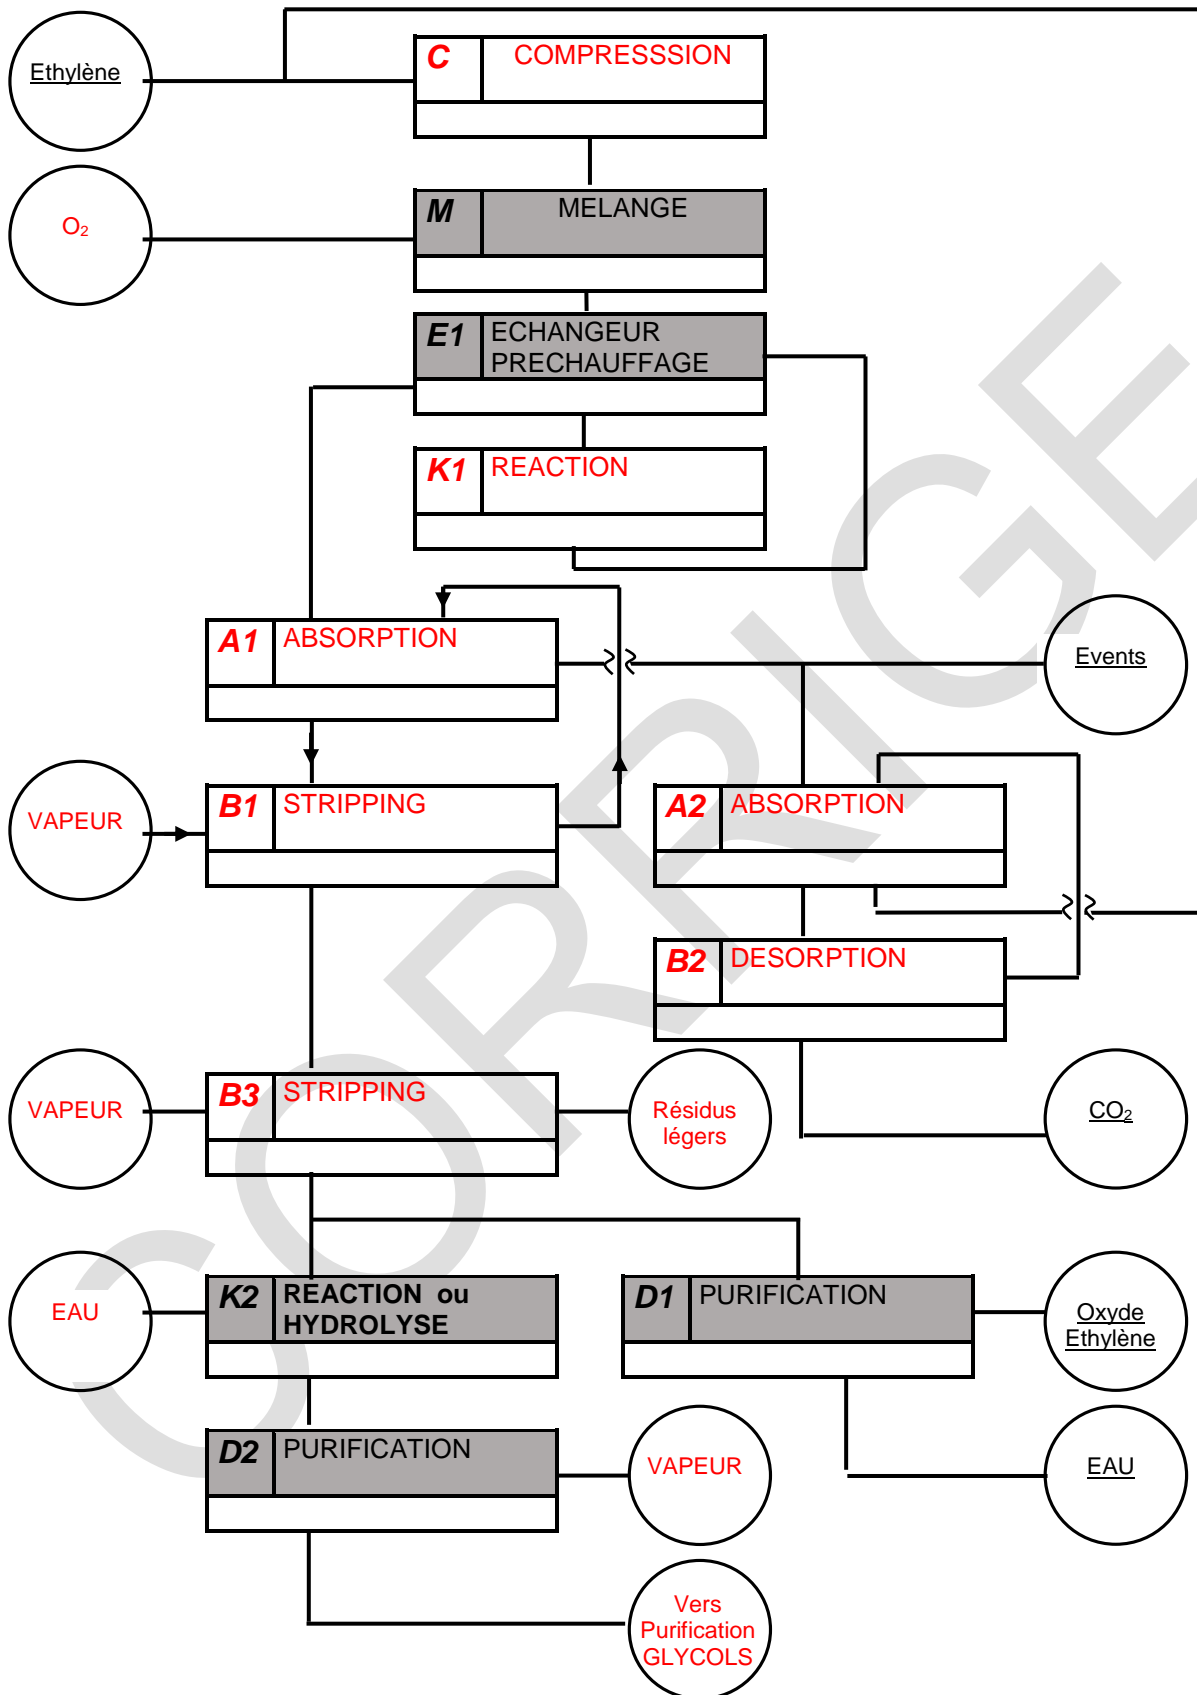 Ethylène
C COMPRESSSION
O₂
M MELANGE
E1 ECHANGEUR
PRECHAUFFAGE
K1 REACTION
A1 ABSORPTION
Events
VAPEUR
B1 STRIPPING
A2 ABSORPTION
B2 DESORPTION
VAPEUR
B3 STRIPPING
Résidus
légers
CO₂
EAU
K2 REACTION ou
HYDROLYSE
D1 PURIFICATION
Oxyde
Ethylène
D2 PURIFICATION
VAPEUR
EAU
Vers
Purification
GLYCOLS
CORRIGE